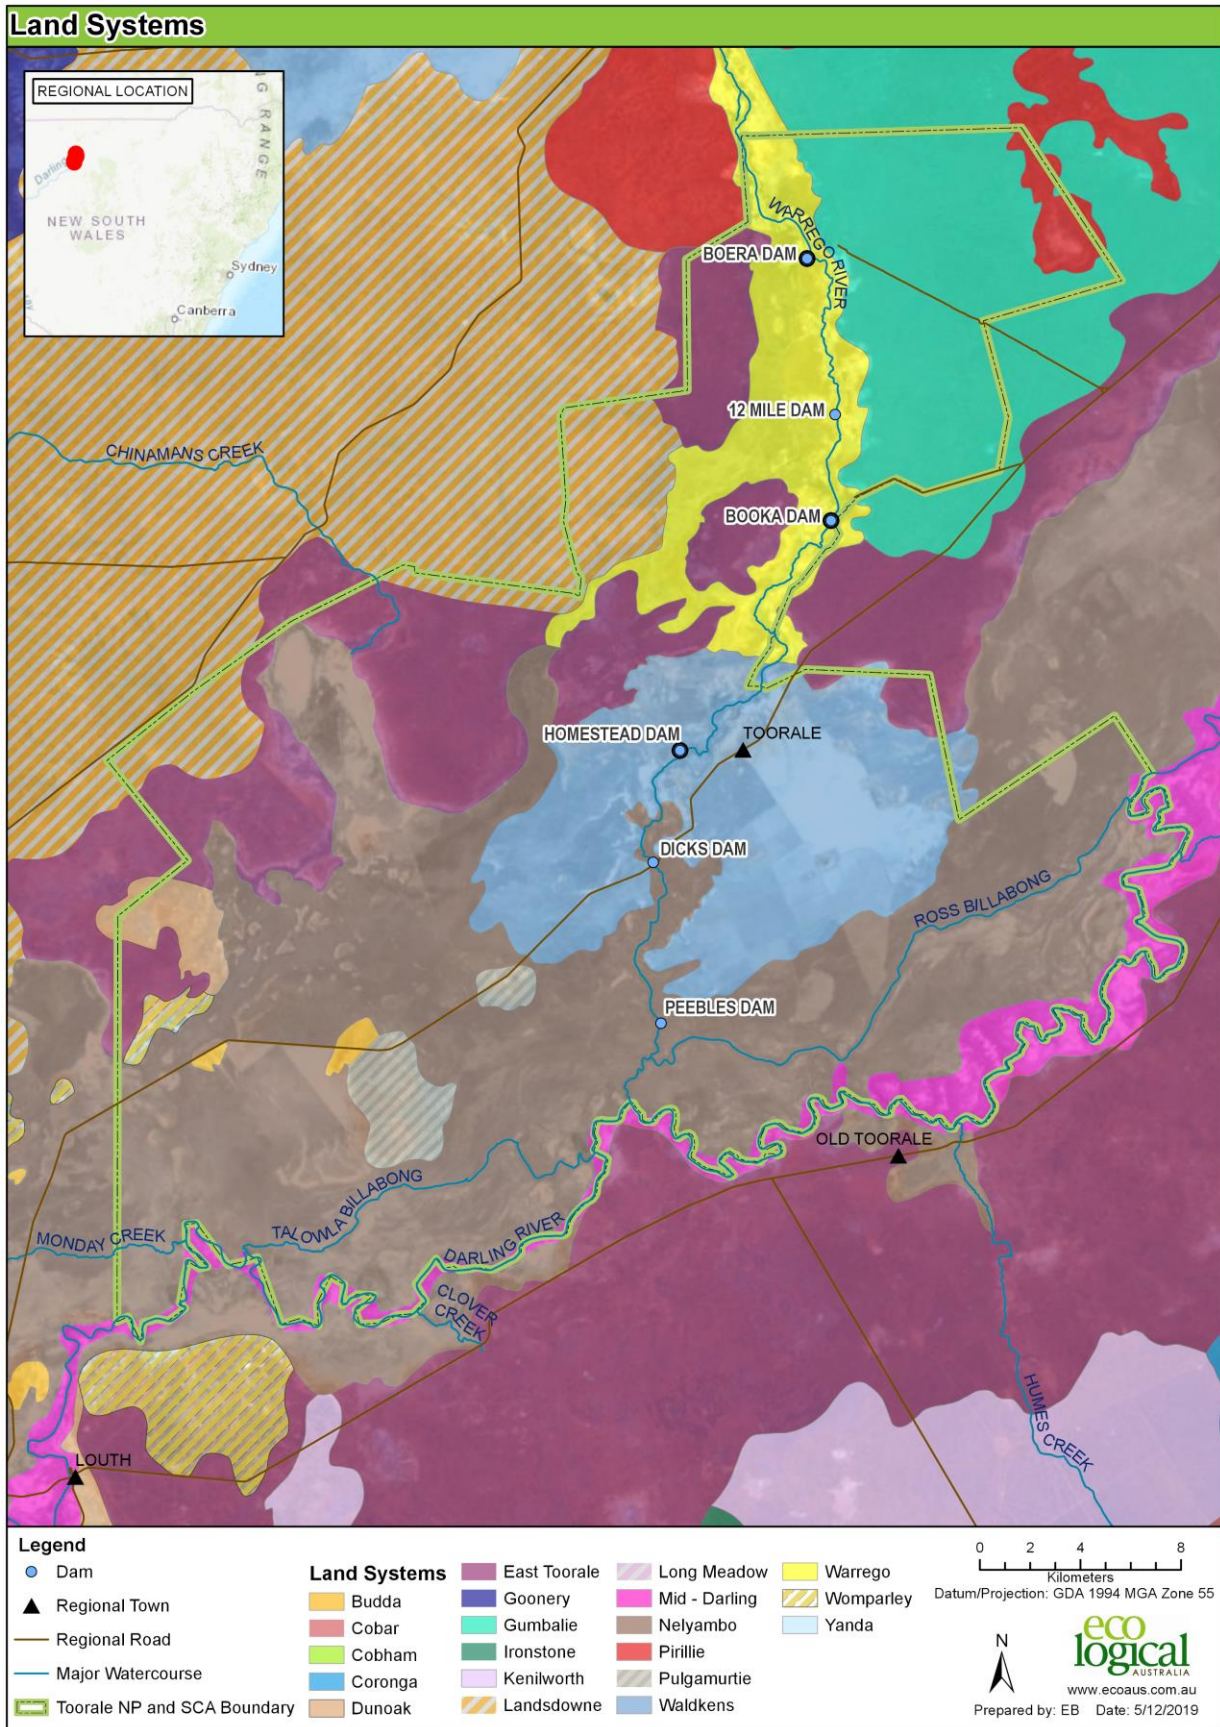 Land Systems
REGIONAL LOCATION
NG RANGE
Darling
NEW SOUTH
WALES
Sydney
Canberra
WARREGO RIVER
BOERA DAM
12 MILE DAM
CHINAMANS CREEK
BOOKA DAM
HOMESTEAD DAM
TOORALE
DICKS DAM
ROSS BILLABONG
PEEBLES DAM
OLD TOORALE
TALOWLA BILLABONG
MONDAY CREEK
DARLING RIVER
CLOVER
CREEK
HUMES CREEK
LOUTH
Legend
Dam
Regional Town
Regional Road
Major Watercourse
Toorale NP and SCA Boundary
Land Systems
Budda
Cobar
Cobham
Coronga
Dunoak
East Toorale
Goonery
Gumbalie
Ironstone
Kenilworth
Landsdowne
Long Meadow
Mid - Darling
Nelyambo
Pirillie
Pulgamurtie
Waldkens
Warrego
Womparley
Yanda
0 2 4 8
Kilometers
Datum/Projection: GDA 1994 MGA Zone 55
N
eco
logical
AUSTRALIA
www.ecoaus.com.au
Prepared by: EB Date: 5/12/2019